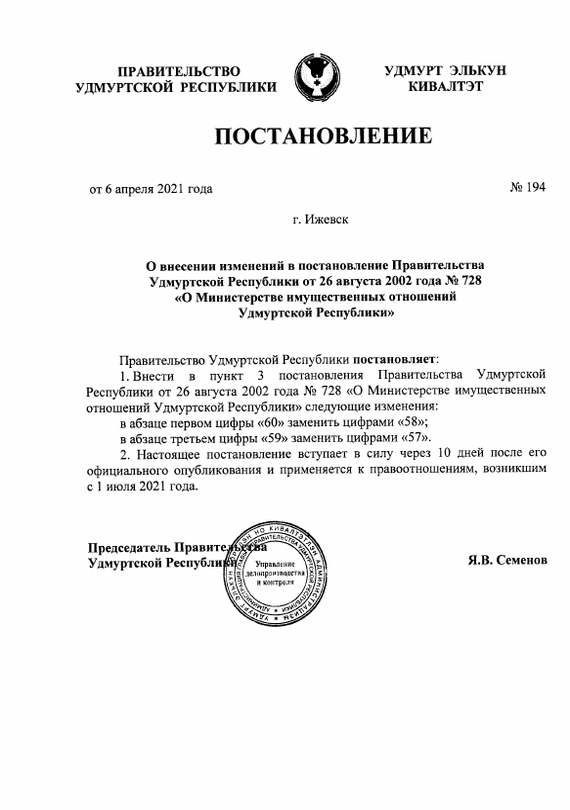 ПРАВИТЕЛЬСТВО
УДМУРТСКОЙ РЕСПУБЛИКИ
УДМУРТ ЭЛЬКУН
КИВАЛТЭТ
ПОСТАНОВЛЕНИЕ
от 6 апреля 2021 года
№ 194
г. Ижевск
О внесении изменений в постановление Правительства
Удмуртской Республики от 26 августа 2002 года № 728
«О Министерстве имущественных отношений
Удмуртской Республики»
Правительство Удмуртской Республики постановляет:
1. Внести в пункт 3 постановления Правительства Удмуртской
Республики от 26 августа 2002 года № 728 «О Министерстве имущественных
отношений Удмуртской Республики» следующие изменения:
в абзаце первом цифры «60» заменить цифрами «58»;
в абзаце третьем цифры «59» заменить цифрами «57».
2. Настоящее постановление вступает в силу через 10 дней после его
официального опубликования и применяется к правоотношениям, возникшим
с 1 июля 2021 года.
Председатель Правительства
Удмуртской Республики
Я.В. Семенов
Управление
делопроизводства
и контроля